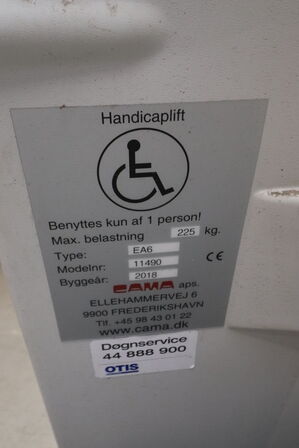 Handicaplift
Benyttes kun af 1 person!
Max. belastning 225 kg.
Type: EA6
Modelnr: 11490
Byggeår: 2018
CE
CAMA aps.
ELLEHAMMERVEJ 6
9900 FREDERIKSHAVN
Tlf. +45 98 43 01 22
www.cama.dk
Døgnservice
44 888 900
OTIS